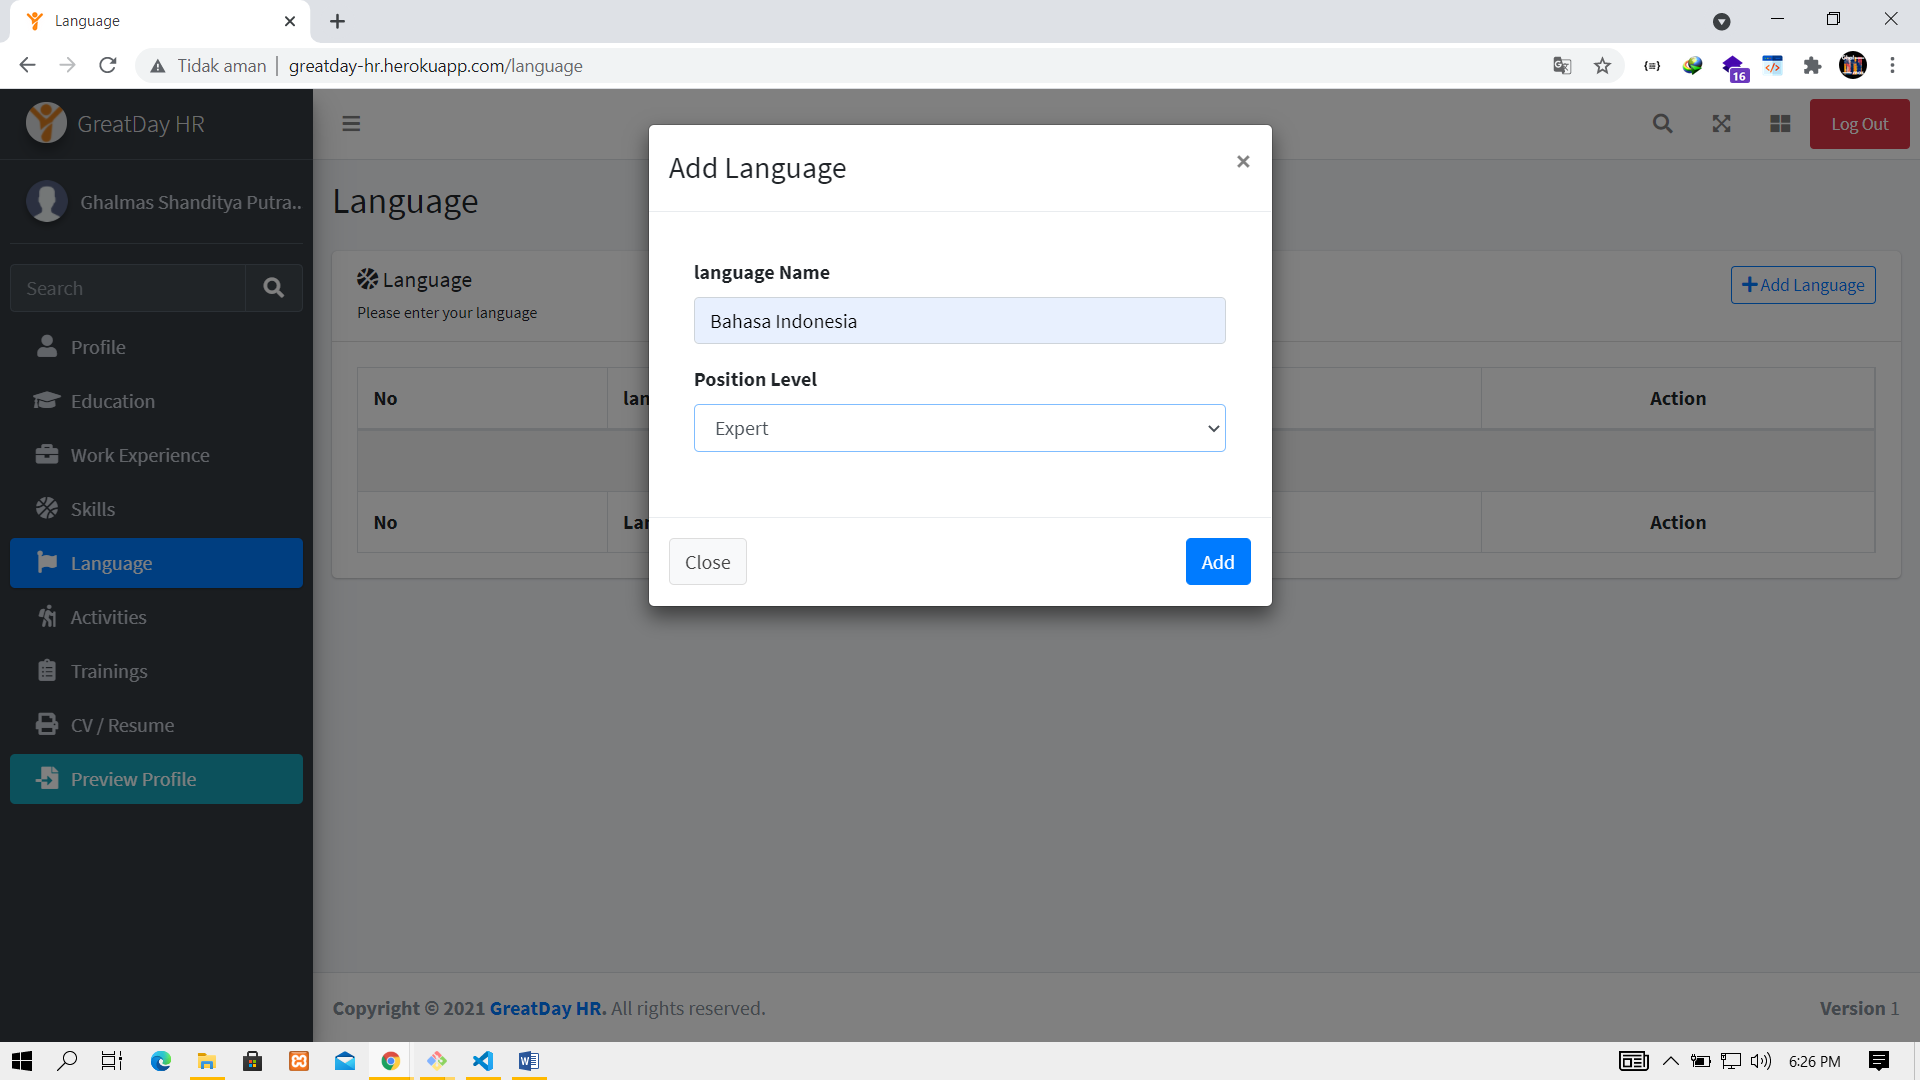 Language
Tidak aman
greatday-hr.herokuapp.com/language
16
GreatDay HR
Log Out
Ghalmas Shanditya Putra..
Search
Profile
Education
Work Experience
Skills
Language
Activities
Trainings
CV / Resume
Preview Profile
Language
Language
Please enter your language
Add Language
No
Action
No
Action
Add Language
×
language Name
Bahasa Indonesia
Position Level
Expert
Close
Add
Copyright © 2021 GreatDay HR. All rights reserved.
Version 1
6:26 PM